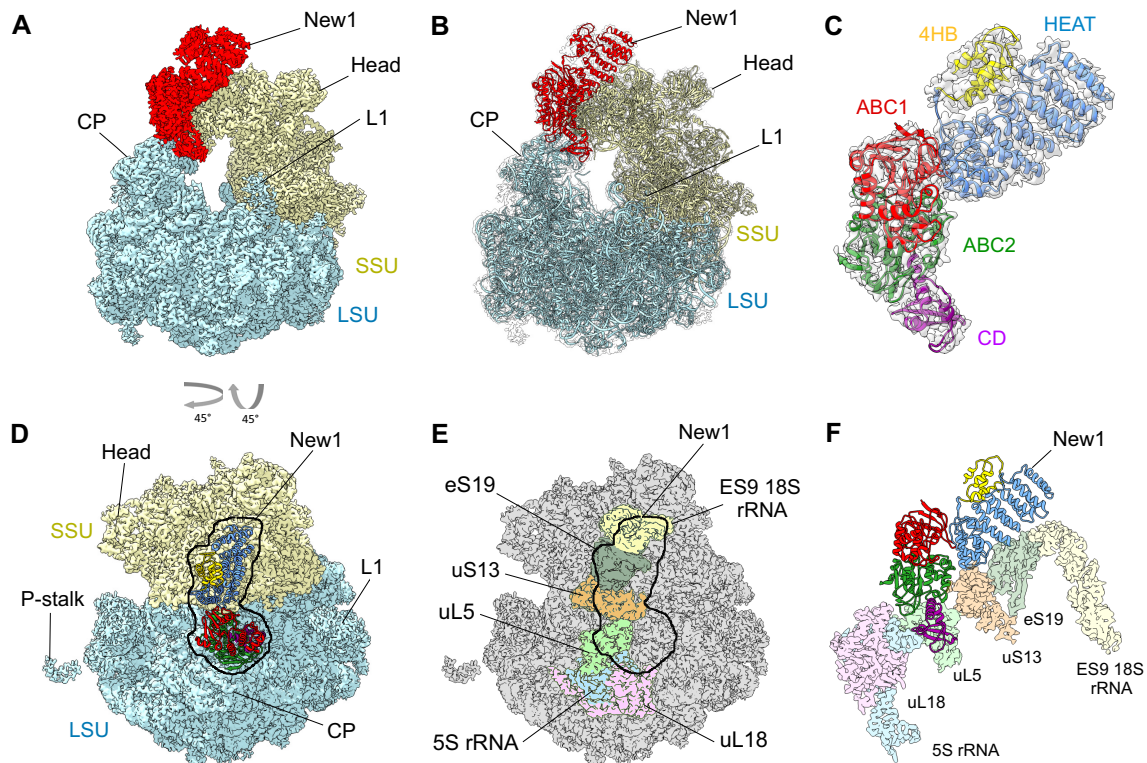 A
New1
Head
L1
CP
SSU
LSU
B
New1
Head
CP
L1
SSU
LSU
C
4HB
HEAT
ABC1
ABC2
CD
45°
45°
D
New1
Head
SSU
L1
P-stalk
LSU
CP
E
New1
eS19
ES9 18S
rRNA
uS13
uL5
5S rRNA
uL18
F
New1
eS19
uS13
ES9 18S
rRNA
uL5
uL18
5S rRNA